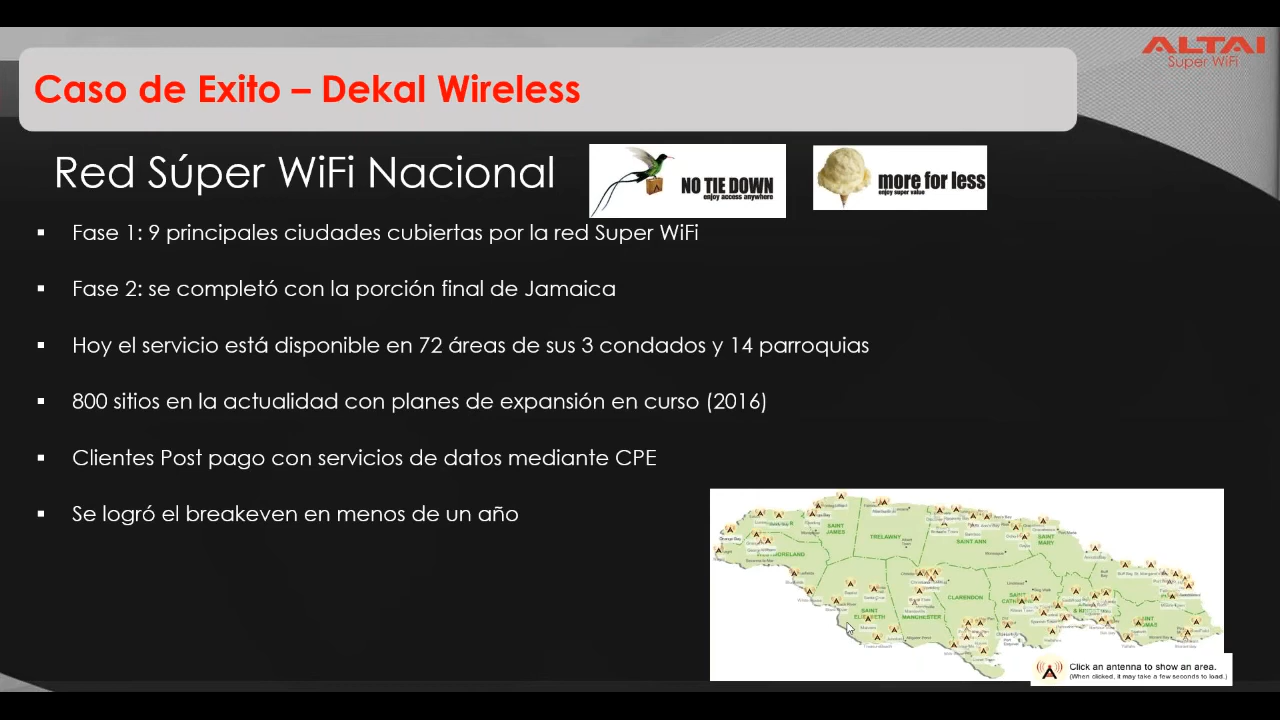 ALTAI
Super WiFi
Caso de Exito – Dekal Wireless
Red Súper WiFi Nacional
NO TIE DOWN
enjoy access anywhere
more for less
enjoy super value
▪ Fase 1: 9 principales ciudades cubiertas por la red Super WiFi
▪ Fase 2: se completó con la porción final de Jamaica
▪ Hoy el servicio está disponible en 72 áreas de sus 3 condados y 14 parroquias
▪ 800 sitios en la actualidad con planes de expansión en curso (2016)
▪ Clientes Post pago con servicios de datos mediante CPE
▪ Se logró el breakeven en menos de un año
SAINT
JAMES
TRELAWNY
SAINT ANN
SAINT
MARY
CLARENDON
MANCHESTER
SAINT
Click an antenna to show an area.
(When clicked, it may take a few seconds to load.)